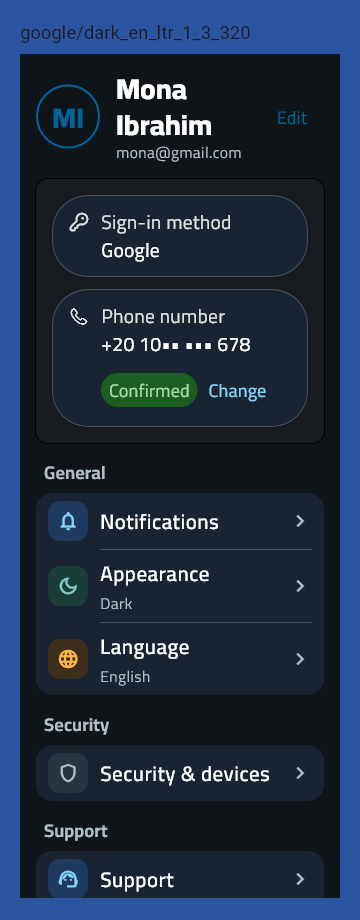 google/dark_en_ltr_1_3_320
MI
Mona
Ibrahim
Edit
mona@gmail.com
Sign-in method
Google
Phone number
+20 10•• ••• 678
Confirmed
Change
General
Notifications
Appearance
Dark
Language
English
Security
Security & devices
Support
Support